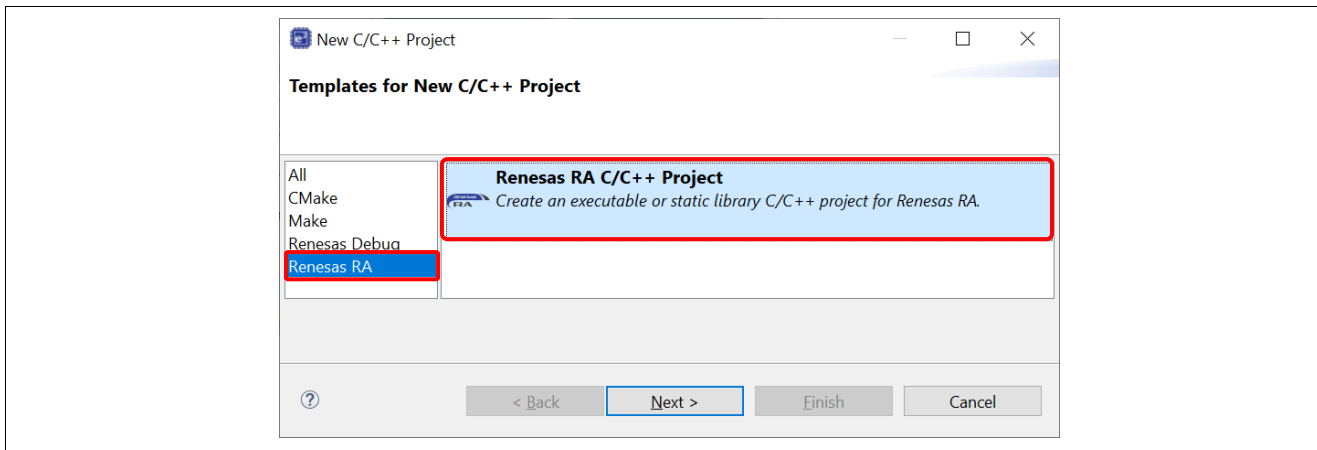 New C/C++ Project
Templates for New C/C++ Project
All
CMake
Make
Renesas Debug
Renesas RA
Renesas RA C/C++ Project
RA
Create an executable or static library C/C++ project for Renesas RA.
?
< Back
Next >
Finish
Cancel